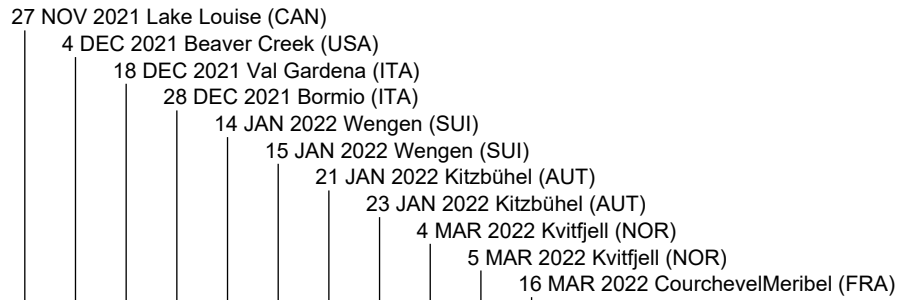 27 NOV 2021 Lake Louise (CAN)
4 DEC 2021 Beaver Creek (USA)
18 DEC 2021 Val Gardena (ITA)
28 DEC 2021 Bormio (ITA)
14 JAN 2022 Wengen (SUI)
15 JAN 2022 Wengen (SUI)
21 JAN 2022 Kitzbühel (AUT)
23 JAN 2022 Kitzbühel (AUT)
4 MAR 2022 Kvitfjell (NOR)
5 MAR 2022 Kvitfjell (NOR)
16 MAR 2022 CourchevelMeribel (FRA)